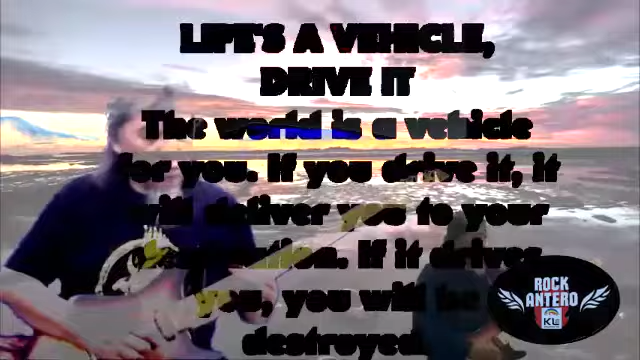 LIFE'S A VEHICLE,
DRIVE IT
The world is a vehicle
for you. If you drive it, it
will deliver you to your
If it drives
you, you will be
destroyed.
ROCK
ANTERO
KL